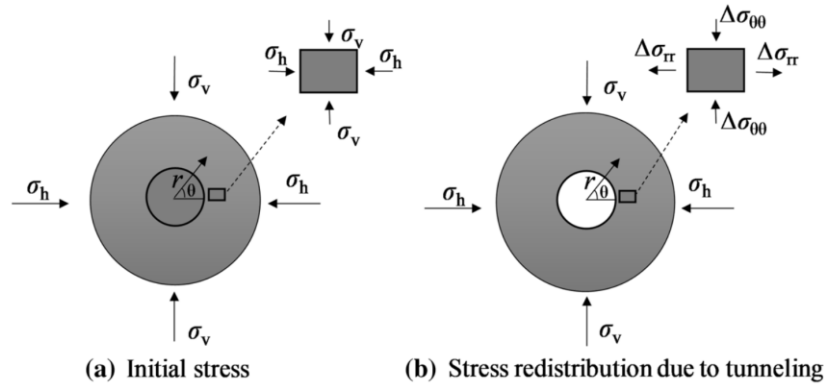 σv
σh σh
σv
σv
r θ
σh σh
σv
(a) Initial stress
Δσθθ
Δσrr Δσrr
Δσθθ
σv
r θ
σh σh
σv
(b) Stress redistribution due to tunneling